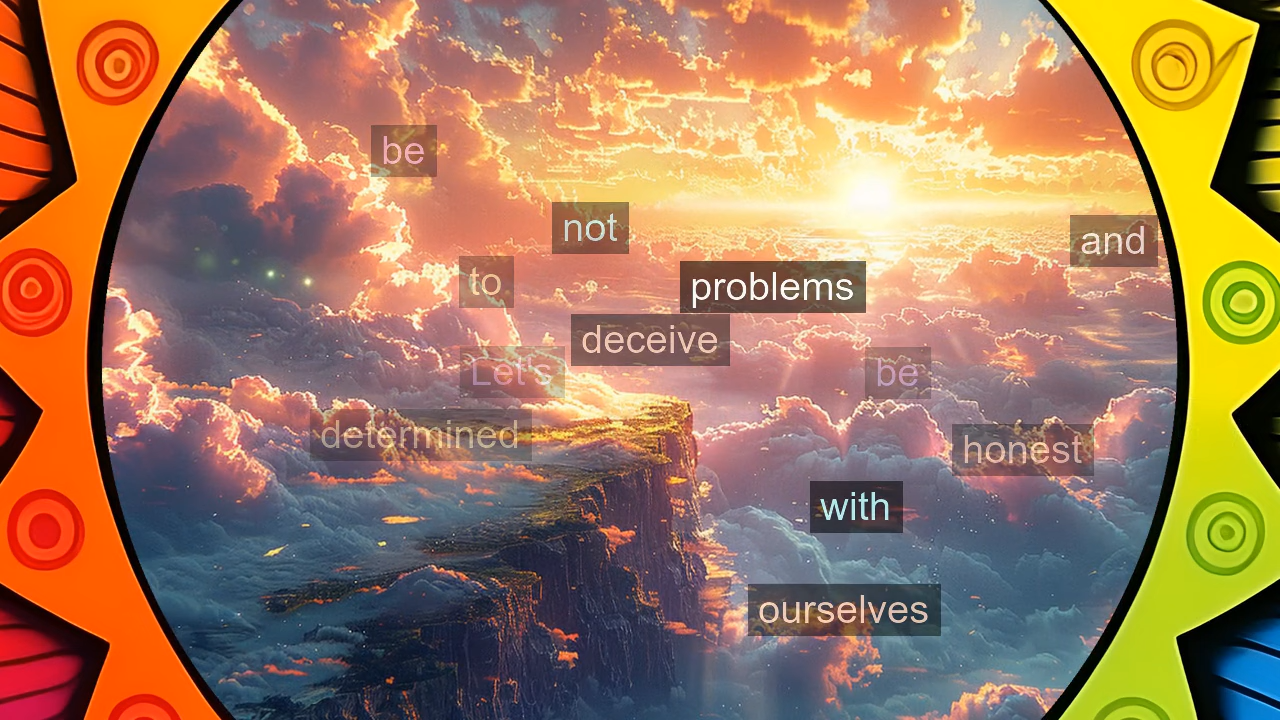 be
not
and
to
problems
deceive
Let's
be
determined
honest
with
ourselves